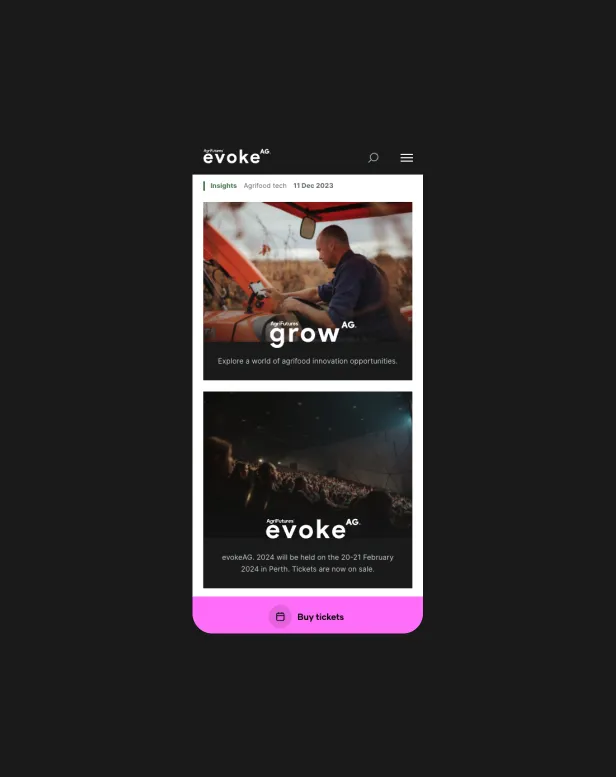 AgriFutures
evoke AG.
Insights Agrifood tech 11 Dec 2023
AgriFutures
grow AG.
Explore a world of agrifood innovation opportunities.
AgriFutures
evoke AG.
evokeAG. 2024 will be held on the 20-21 February
2024 in Perth. Tickets are now on sale.
Buy tickets